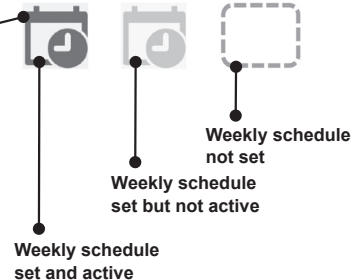 Weekly schedule
not set
Weekly schedule
set but not active
Weekly schedule
set and active